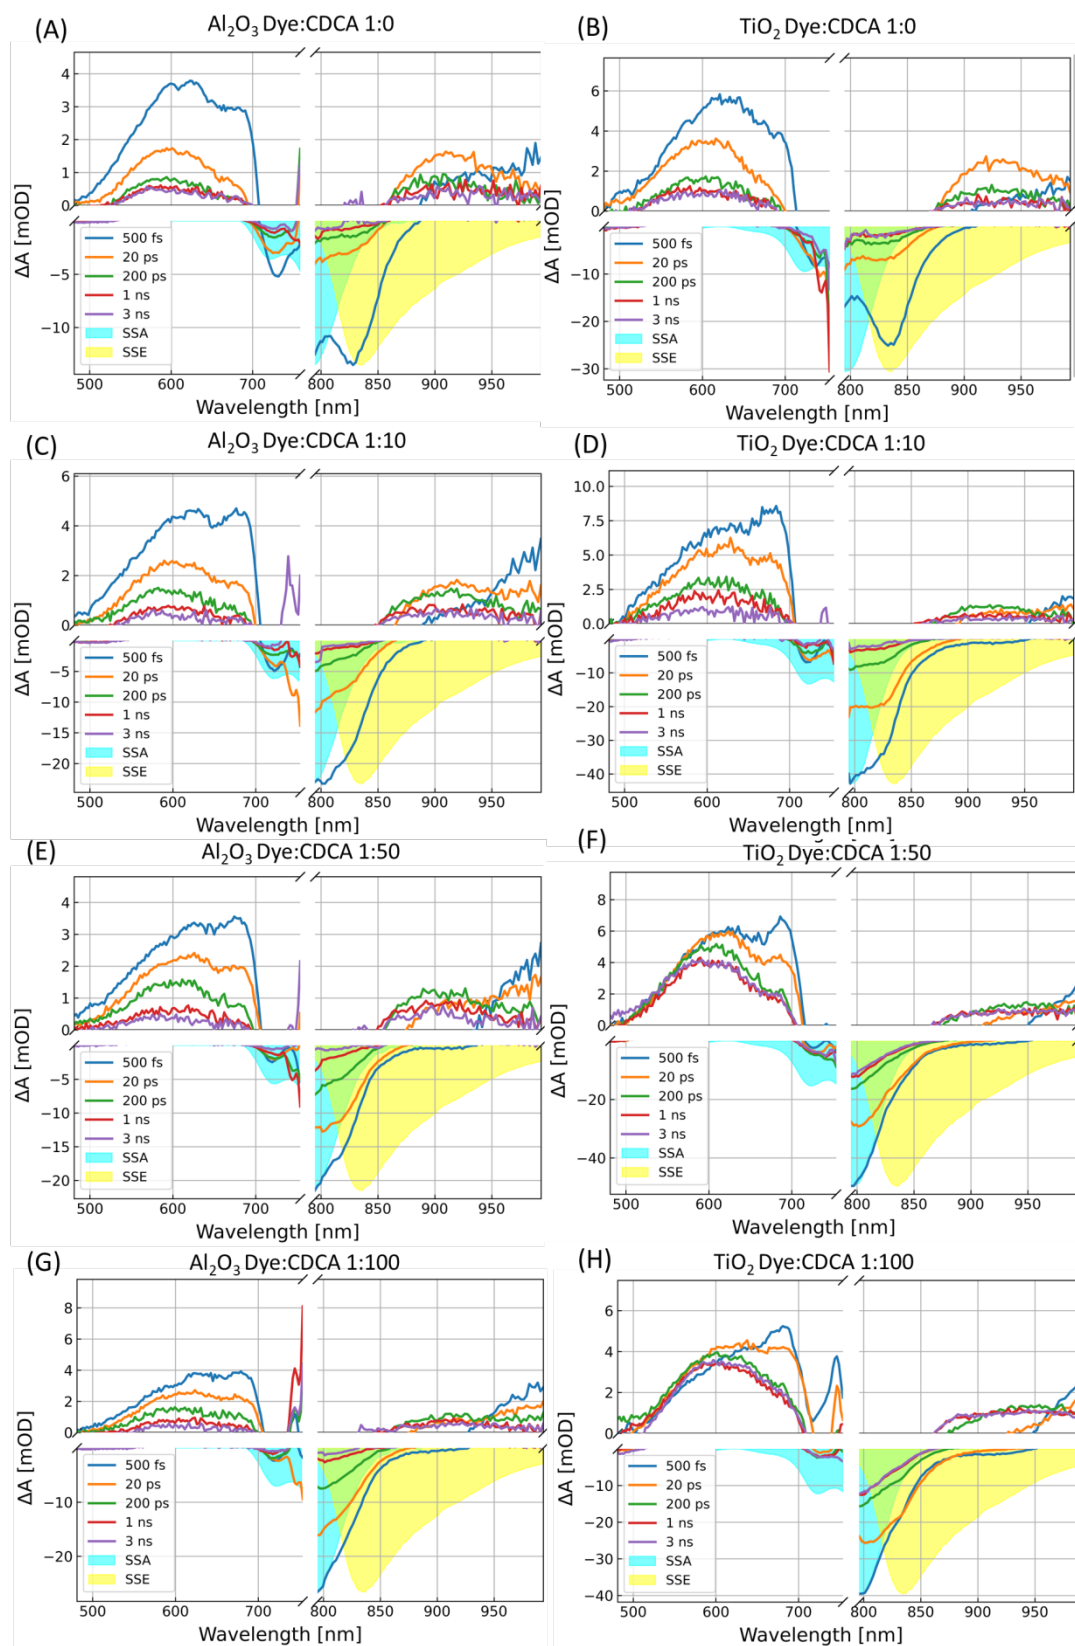 (A) Al₂O₃ Dye:CDCA 1:0
4
3
2
1
0
−5
−10
ΔA [mOD]
500 fs
20 ps
200 ps
1 ns
3 ns
SSA
SSE
500 600 700 800 850 900 950
Wavelength [nm]
(B) TiO₂ Dye:CDCA 1:0
6
4
2
0
−10
−20
−30
ΔA [mOD]
500 fs
20 ps
200 ps
1 ns
3 ns
SSA
SSE
500 600 700 800 850 900 950
Wavelength [nm]
(C) Al₂O₃ Dye:CDCA 1:10
6
4
2
0
−5
−10
−15
−20
ΔA [mOD]
500 fs
20 ps
200 ps
1 ns
3 ns
SSA
SSE
500 600 700 800 850 900 950
Wavelength [nm]
(D) TiO₂ Dye:CDCA 1:10
10.0
7.5
5.0
2.5
0.0
−10
−20
−30
−40
ΔA [mOD]
500 fs
20 ps
200 ps
1 ns
3 ns
SSA
SSE
500 600 700 800 850 900 950
Wavelength [nm]
(E) Al₂O₃ Dye:CDCA 1:50
4
3
2
1
0
−5
−10
−15
−20
ΔA [mOD]
500 fs
20 ps
200 ps
1 ns
3 ns
SSA
SSE
500 600 700 800 850 900 950
Wavelength [nm]
(F) TiO₂ Dye:CDCA 1:50
8
6
4
2
0
−20
−40
ΔA [mOD]
500 fs
20 ps
200 ps
1 ns
3 ns
SSA
SSE
500 600 700 800 850 900 950
Wavelength [nm]
(G) Al₂O₃ Dye:CDCA 1:100
8
6
4
2
0
−10
−20
ΔA [mOD]
500 fs
20 ps
200 ps
1 ns
3 ns
SSA
SSE
500 600 700 800 850 900 950
Wavelength [nm]
(H) TiO₂ Dye:CDCA 1:100
6
4
2
0
−10
−20
−30
−40
ΔA [mOD]
500 fs
20 ps
200 ps
1 ns
3 ns
SSA
SSE
500 600 700 800 850 900 950
Wavelength [nm]